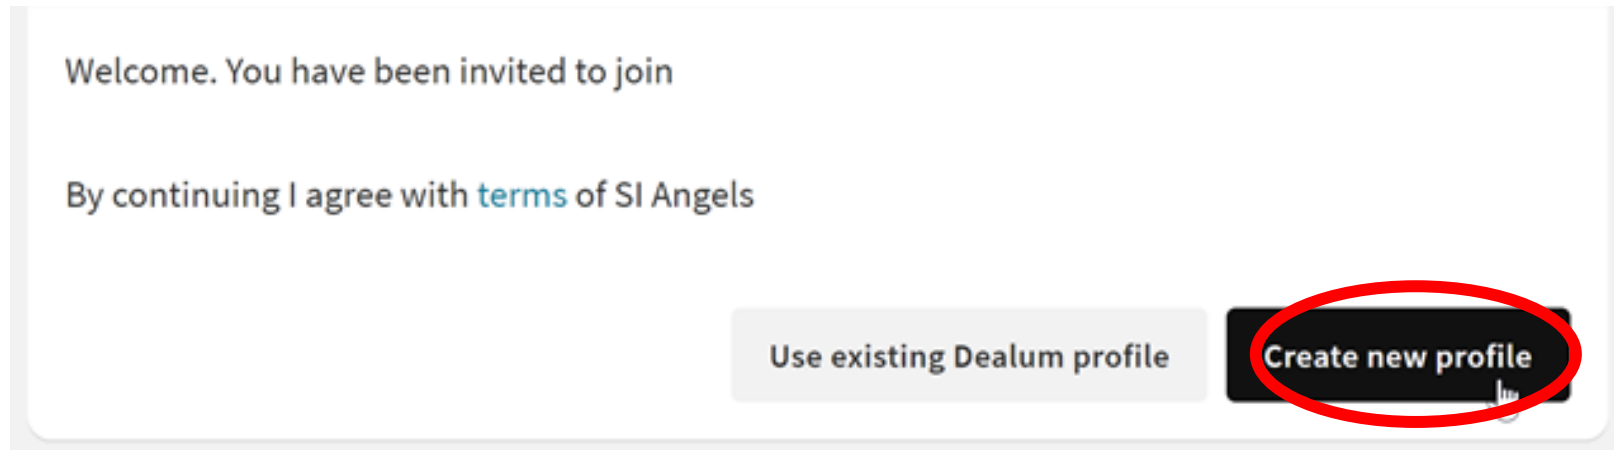 Welcome. You have been invited to join
By continuing I agree with terms of SI Angels
Use existing Dealum profile
Create new profile